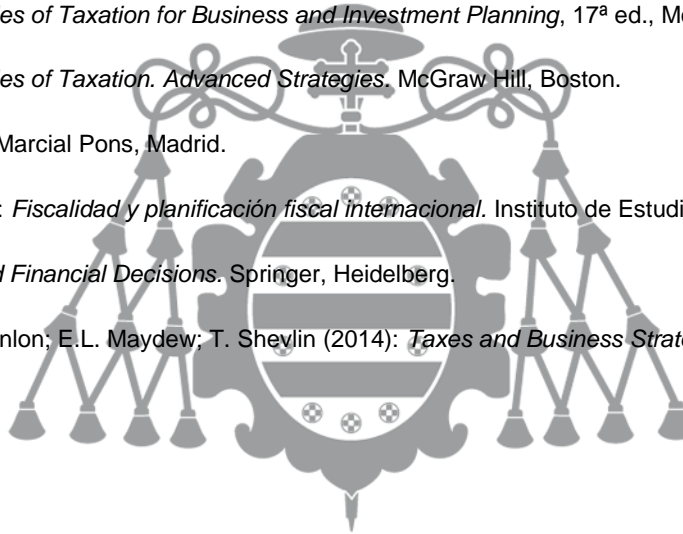 es of Taxation for Business and Investment Planning, 17ª ed., Mc
es of Taxation. Advanced Strategies. McGraw Hill, Boston.
Marcial Pons, Madrid.
: Fiscalidad y planificación fiscal internacional. Instituto de Estudi
d Financial Decisions. Springer, Heidelberg.
nlon; E.L. Maydew; T. Shevlin (2014): Taxes and Business Strate